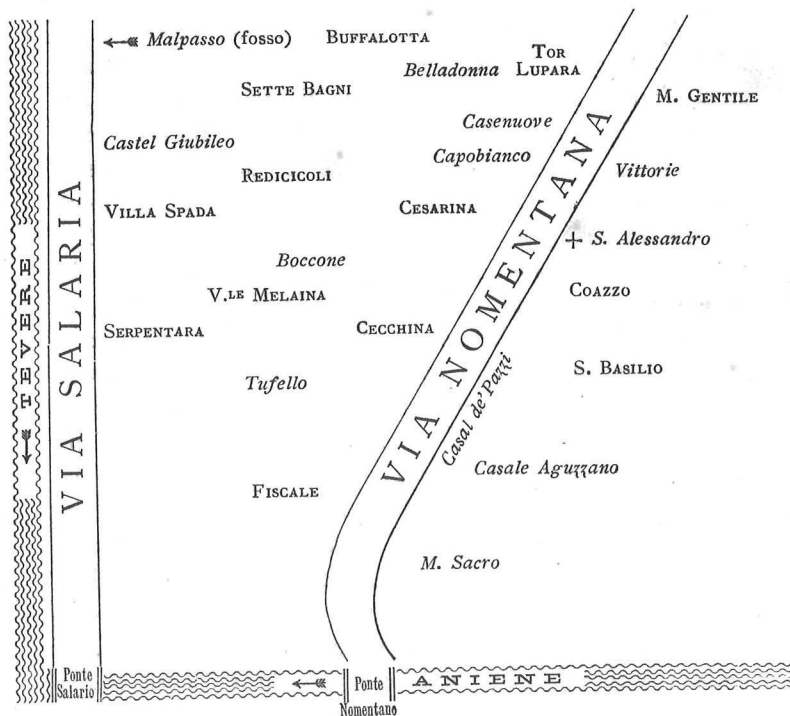 Malpasso (fosso)
BUFFALOTTA
TOR
LUPARA
Belladonna
SETTE BAGNI
M. GENTILE
Casenuove
Castel Giubileo
Capobianco
Vittorie
REDICICOLI
VILLA SPADA
CESARINA
S. Alessandro
Boccone
COAZZO
V.LE MELAINA
SERPENTARA
CECCHINA
S. BASILIO
Tufello
Casal de' Pazzi
Casale Aguzzano
FISCALE
M. Sacro
TEVERE
VIA SALARIA
VIA NOMENTANA
Ponte
Salario
Ponte
Nomentano
ANIENE